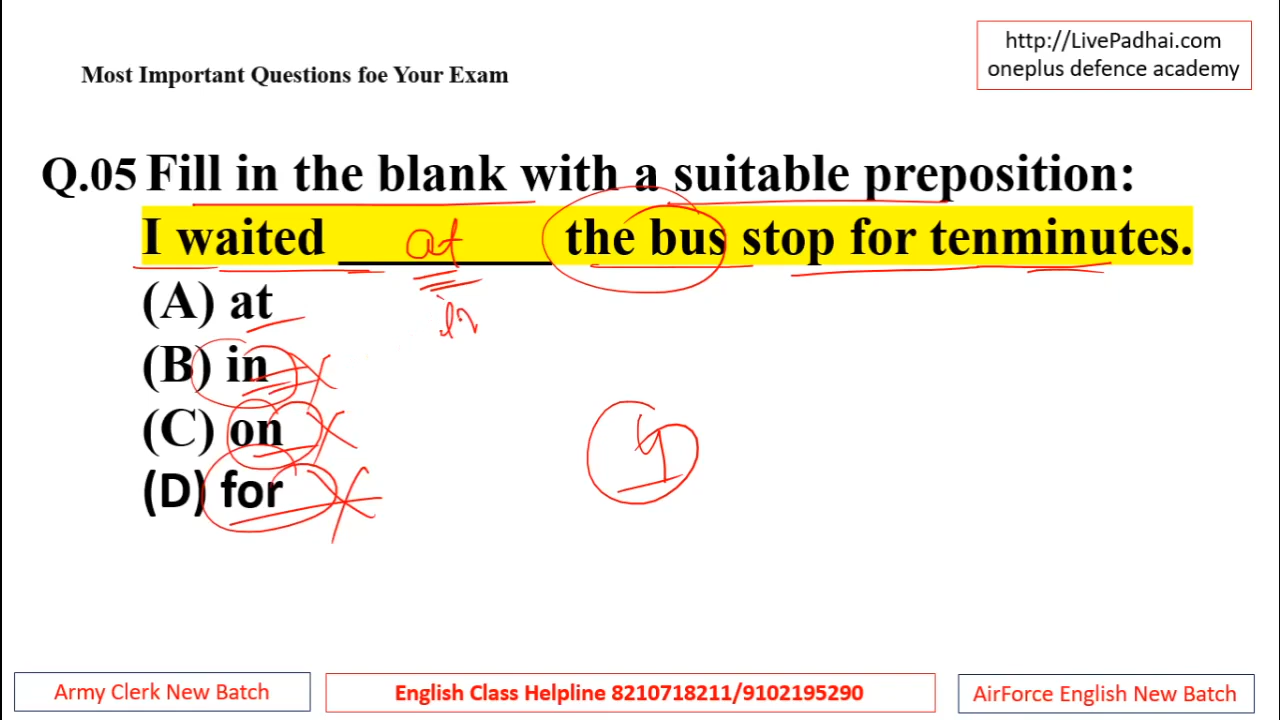 http://LivePadhai.com
oneplus defence academy
Most Important Questions foe Your Exam
Q.05 Fill in the blank with a suitable preposition:
I waited ________ the bus stop for tenminutes.
at
(A) at
in
(B) in
(C) on
(D) for
Army Clerk New Batch
English Class Helpline 8210718211/9102195290
AirForce English New Batch